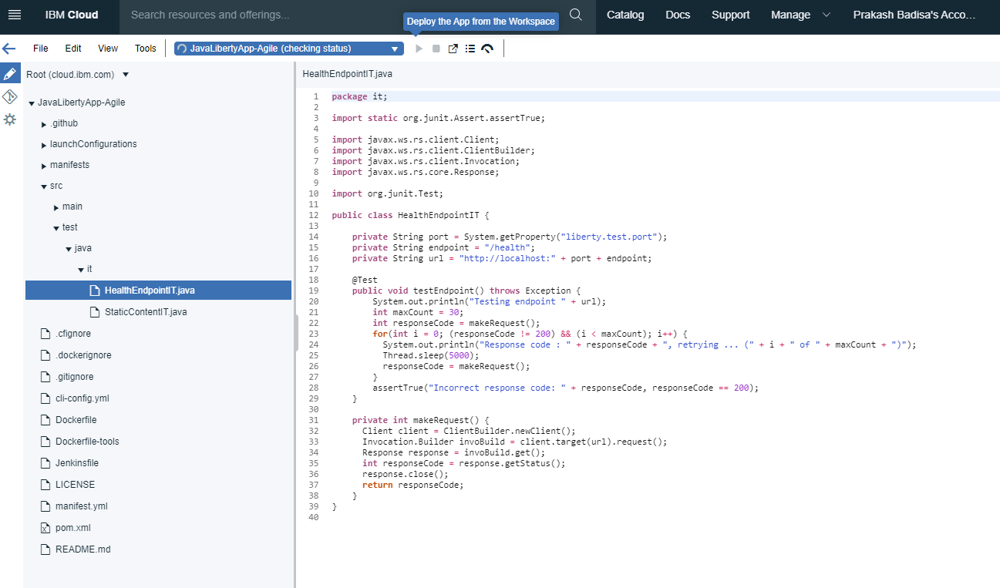 IBM Cloud
Search resources and offerings...
Deploy the App from the Workspace
Catalog Docs Support Manage Prakash Badisa's Acco...
File Edit View Tools
JavaLibertyApp-Agile (checking status)
Root (cloud.ibm.com)
JavaLibertyApp-Agile
.github
launchConfigurations
manifests
src
main
test
java
it
HealthEndpointIT.java
StaticContentIT.java
.cfignore
.dockerignore
.gitignore
cli-config.yml
Dockerfile
Dockerfile-tools
Jenkinsfile
LICENSE
manifest.yml
pom.xml
README.md
HealthEndpointIT.java
1 package it;
2
3 import static org.junit.Assert.assertTrue;
4
5 import javax.ws.rs.client.Client;
6 import javax.ws.rs.client.ClientBuilder;
7 import javax.ws.rs.client.Invocation;
8 import javax.ws.rs.core.Response;
9
10 import org.junit.Test;
11
12 public class HealthEndpointIT {
13
14     private String port = System.getProperty("liberty.test.port");
15     private String endpoint = "/health";
16     private String url = "http://localhost:" + port + endpoint;
17
18     @Test
19     public void testEndpoint() throws Exception {
20         System.out.println("Testing endpoint " + url);
21         int maxCount = 30;
22         int responseCode = makeRequest();
23         for(int i = 0; (responseCode != 200) && (i < maxCount); i++) {
24           System.out.println("Response code : " + responseCode + ", retrying ... (" + i + " of " + maxCount + ")");
25           Thread.sleep(5000);
26           responseCode = makeRequest();
27         }
28         assertTrue("Incorrect response code: " + responseCode, responseCode == 200);
29     }
30
31     private int makeRequest() {
32       Client client = ClientBuilder.newClient();
33       Invocation.Builder invoBuild = client.target(url).request();
34       Response response = invoBuild.get();
35       int responseCode = response.getStatus();
36       response.close();
37       return responseCode;
38     }
39 }
40